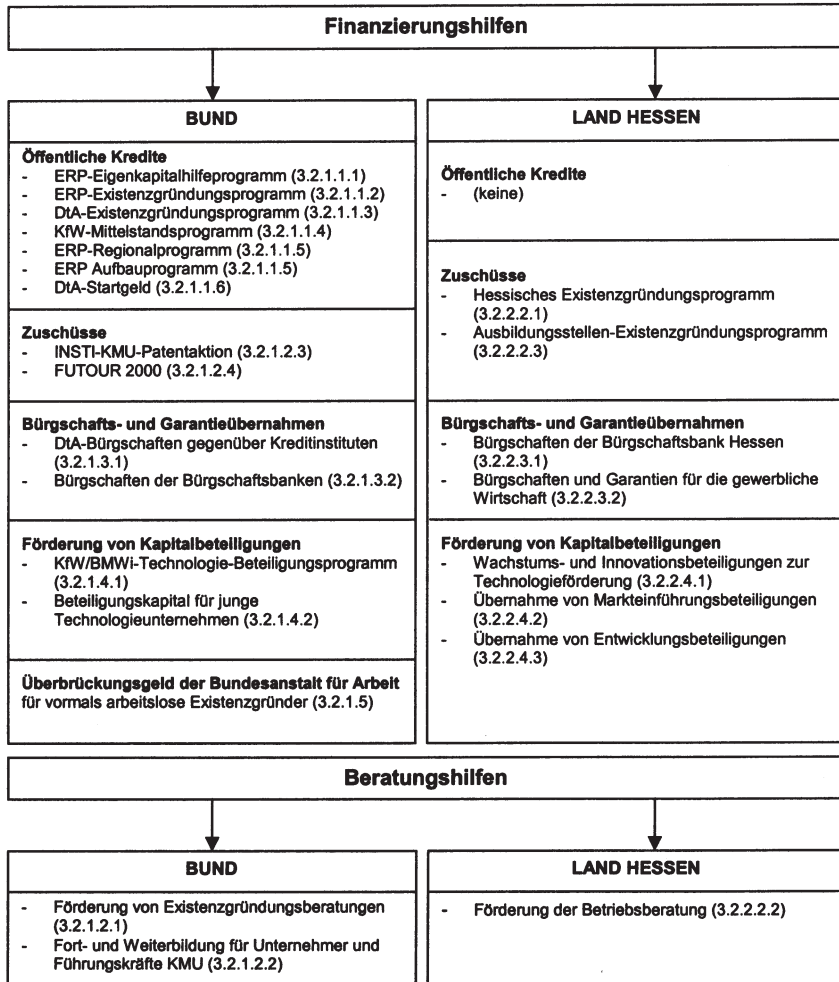 Finanzierungshilfen
BUND
Öffentliche Kredite
- ERP-Eigenkapitalhilfeprogramm (3.2.1.1.1)
- ERP-Existenzgründungsprogramm (3.2.1.1.2)
- DtA-Existenzgründungsprogramm (3.2.1.1.3)
- KfW-Mittelstandsprogramm (3.2.1.1.4)
- ERP-Regionalprogramm (3.2.1.1.5)
- ERP Aufbauprogramm (3.2.1.1.5)
- DtA-Startgeld (3.2.1.1.6)
Zuschüsse
- INSTI-KMU-Patentaktion (3.2.1.2.3)
- FUTOUR 2000 (3.2.1.2.4)
Bürgschafts- und Garantieübernahmen
- DtA-Bürgschaften gegenüber Kreditinstituten
(3.2.1.3.1)
- Bürgschaften der Bürgschaftsbanken (3.2.1.3.2)
Förderung von Kapitalbeteiligungen
- KfW/BMWi-Technologie-Beteiligungsprogramm
(3.2.1.4.1)
- Beteiligungskapital für junge
Technologieunternehmen (3.2.1.4.2)
Überbrückungsgeld der Bundesanstalt für Arbeit
für vormals arbeitslose Existenzgründer (3.2.1.5)
LAND HESSEN
Öffentliche Kredite
- (keine)
Zuschüsse
- Hessisches Existenzgründungsprogramm
(3.2.2.2.1)
- Ausbildungsstellen-Existenzgründungsprogramm
(3.2.2.2.3)
Bürgschafts- und Garantieübernahmen
- Bürgschaften der Bürgschaftsbank Hessen
(3.2.2.3.1)
- Bürgschaften und Garantien für die gewerbliche
Wirtschaft (3.2.2.3.2)
Förderung von Kapitalbeteiligungen
- Wachstums- und Innovationsbeteiligungen zur
Technologieförderung (3.2.2.4.1)
- Übernahme von Markteinführungsbeteiligungen
(3.2.2.4.2)
- Übernahme von Entwicklungsbeteiligungen
(3.2.2.4.3)
Beratungshilfen
BUND
- Förderung von Existenzgründungsberatungen
(3.2.1.2.1)
- Fort- und Weiterbildung für Unternehmer und
Führungskräfte KMU (3.2.1.2.2)
LAND HESSEN
- Förderung der Betriebsberatung (3.2.2.2.2)